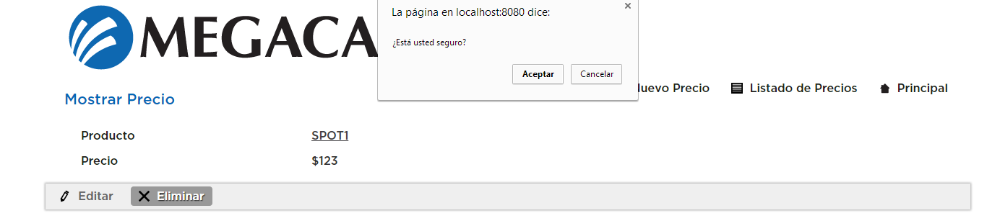 La página en localhost:8080 dice:
¿Está usted seguro?
Aceptar Cancelar
MEGACA
uevo Precio Listado de Precios Principal
Mostrar Precio
Producto SPOT1
Precio $123
Editar Eliminar